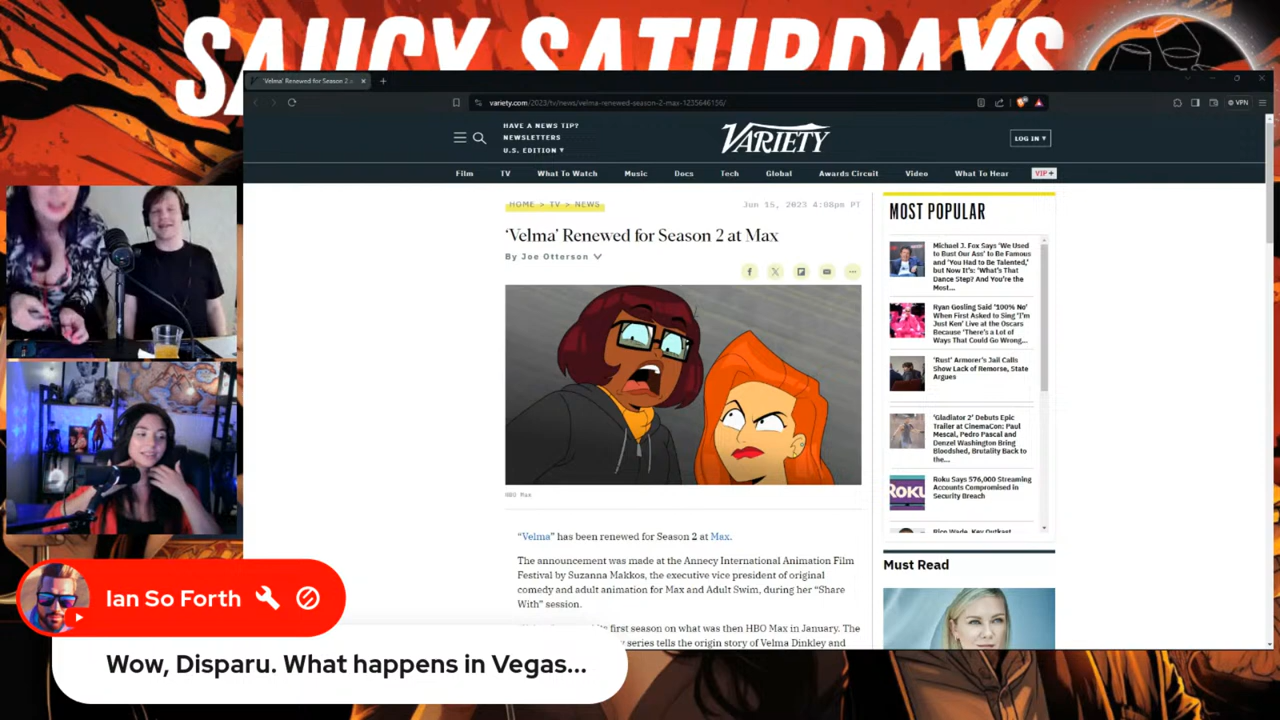 SAUCY SATURDAYS
'Velma' Renewed for Season 2 a
variety.com/2023/tv/news/velma-renewed-season-2-max-1235646156/
VPN
HAVE A NEWS TIP?
NEWSLETTERS
U.S. EDITION
VARIETY
LOG IN
Film TV What To Watch Music Docs Tech Global Awards Circuit Video What To Hear VIP+
HOME > TV > NEWS
Jun 15, 2023 4:08pm PT
'Velma' Renewed for Season 2 at Max
By Joe Otterson
HBO Max
"Velma" has been renewed for Season 2 at Max.
The announcement was made at the Annecy International Animation Film
Festival by Suzanna Makkos, the executive vice president of original
comedy and adult animation for Max and Adult Swim, during her "Share
With" session.
first season on what was then HBO Max in January. The
series tells the origin story of Velma Dinkley and
MOST POPULAR
Michael J. Fox Says 'We Used
to Bust Our Ass' to Be Famous
and 'You Had to Be Talented,'
but Now It's: 'What's That
Dance Step? And You're the
Most...'
Ryan Gosling Said '100% No'
When First Asked to Sing 'I'm
Just Ken' Live at the Oscars
Because 'There's a Lot of
Ways That Could Go Wrong...
'Rust' Armorer's Jail Calls
Show Lack of Remorse, State
Argues
'Gladiator 2' Debuts Epic
Trailer at CinemaCon: Paul
Mescal, Pedro Pascal and
Denzel Washington Bring
Bloodshed, Brutality Back to
the...
Roku Says 576,000 Streaming
Accounts Compromised in
Security Breach
Rico Wade, Key Outkast
ROKU
Must Read
Ian So Forth
Wow, Disparu. What happens in Vegas...